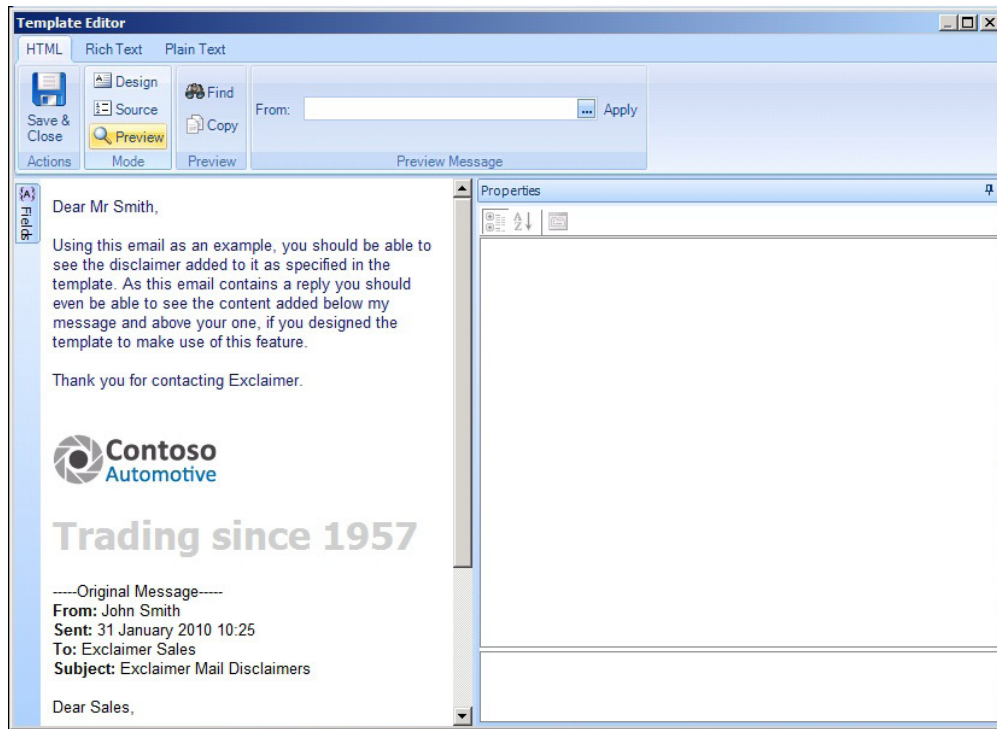 Template Editor
HTML Rich Text Plain Text
Save & Close
Design
Source
Preview
Find
Copy
From: ... Apply
Actions Mode Preview Preview Message
{A} Fields
Dear Mr Smith,
Using this email as an example, you should be able to
see the disclaimer added to it as specified in the
template. As this email contains a reply you should
even be able to see the content added below my
message and above your one, if you designed the
template to make use of this feature.
Thank you for contacting Exclaimer.
Contoso
Automotive
Trading since 1957
-----Original Message-----
From: John Smith
Sent: 31 January 2010 10:25
To: Exclaimer Sales
Subject: Exclaimer Mail Disclaimers
Dear Sales,
Properties
A Z